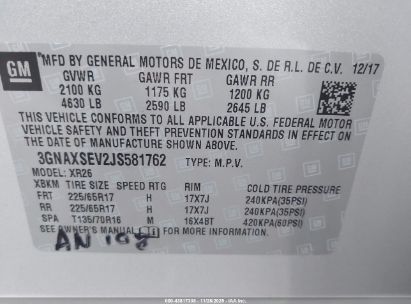 GM
MFD BY GENERAL MOTORS DE MEXICO, S. DE R.L. DE C.V. 12/17
GVWR GAWR FRT GAWR RR
2100 KG 1175 KG 1200 KG
4630 LB 2590 LB 2645 LB
THIS VEHICLE CONFORMS TO ALL APPLICABLE U.S. FEDERAL MOTOR
VEHICLE SAFETY AND THEFT PREVENTION STANDARDS IN EFFECT ON
THE DATE OF MANUFACTURE SHOWN ABOVE.
3GNAXSEV2JS581762 TYPE: M.P.V.
MODEL: XR26
XBKM TIRE SIZE SPEED RTG RIM COLD TIRE PRESSURE
FRT 225/65R17 H 17X7J 240KPA(35PSI)
RR 225/65R17 H 17X7J 240KPA(35PSI)
SPA T135/70R16 M 16X4BT 420KPA(60PSI)
SEE OWNER'S MANUAL FOR ADDITIONAL INFORMATION.
AN 108